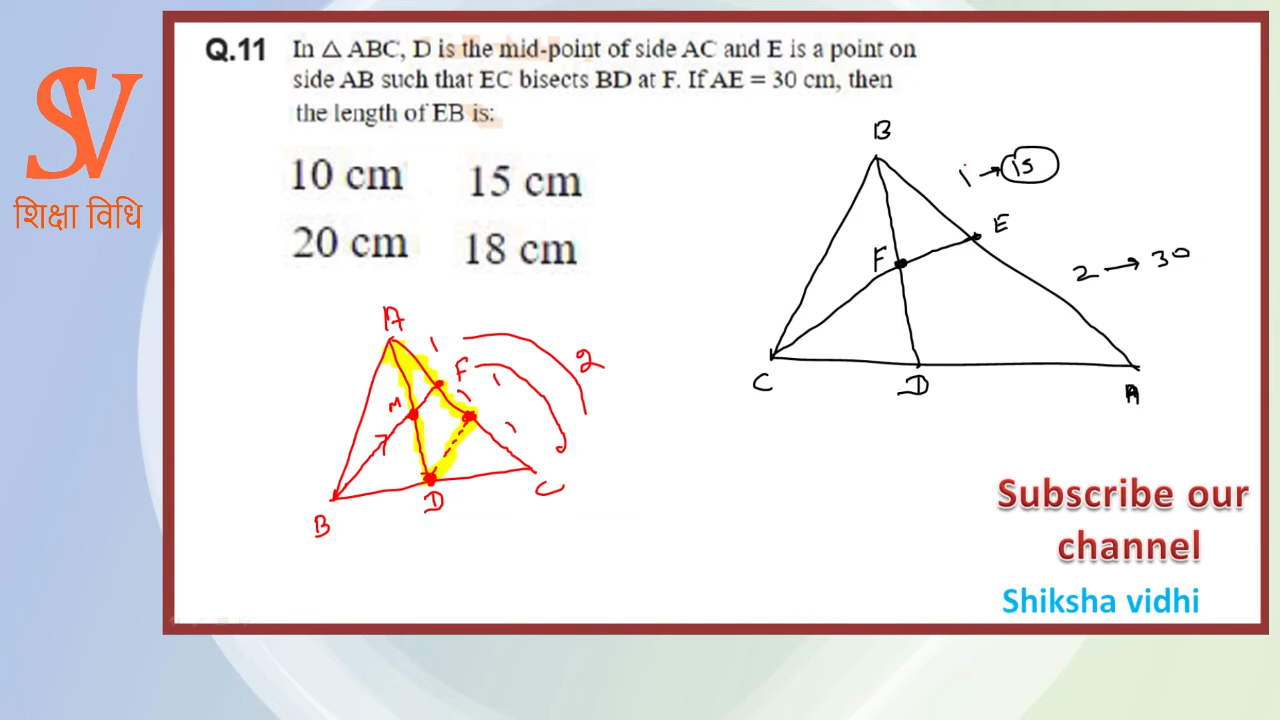 SV
शिक्षा विधि
Q.11 In △ ABC, D is the mid-point of side AC and E is a point on
side AB such that EC bisects BD at F. If AE = 30 cm, then
the length of EB is:
10 cm 15 cm
20 cm 18 cm
B
1 → 15
E
F
2 → 30
C D A
A
1
F
1
2
M
1
1
B
D
C
Subscribe our
channel
Shiksha vidhi